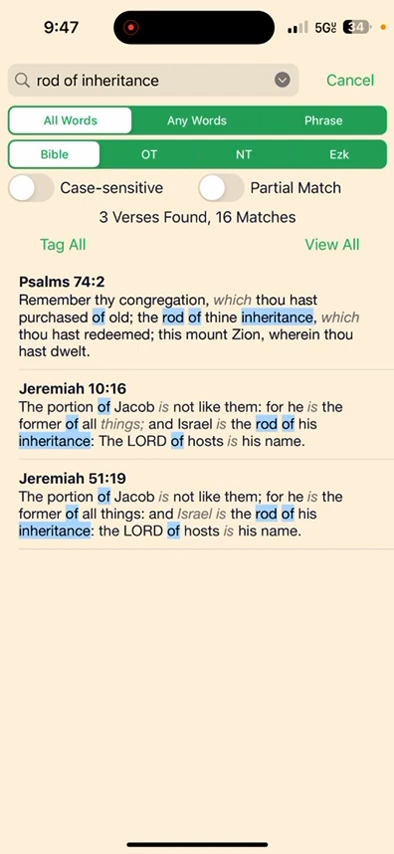 9:47
5G
34
rod of inheritance
Cancel
All Words Any Words Phrase
Bible OT NT Ezk
Case-sensitive Partial Match
3 Verses Found, 16 Matches
Tag All View All
Psalms 74:2
Remember thy congregation, which thou hast
purchased of old; the rod of thine inheritance, which
thou hast redeemed; this mount Zion, wherein thou
hast dwelt.
Jeremiah 10:16
The portion of Jacob is not like them: for he is the
former of all things; and Israel is the rod of his
inheritance: The LORD of hosts is his name.
Jeremiah 51:19
The portion of Jacob is not like them; for he is the
former of all things: and Israel is the rod of his
inheritance: the LORD of hosts is his name.